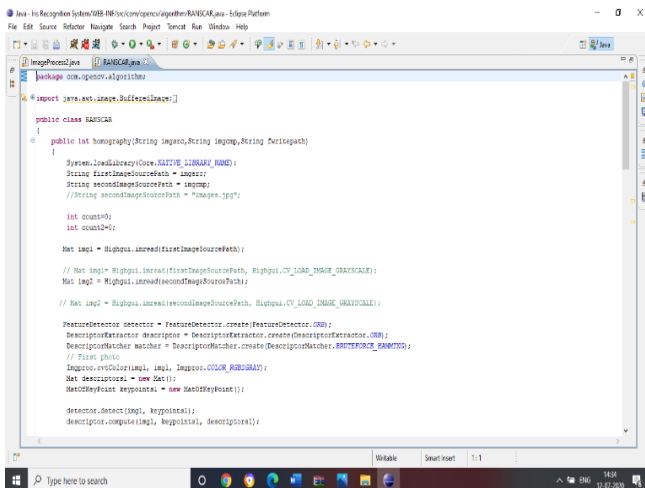 Java - Iris Recognition System/WEB-INF/src/com/opencv/algorithm/RANSCAR.java - Eclipse Platform
File Edit Source Refactor Navigate Search Project Tomcat Run Window Help
Java
ImageProcess2.java RANSCAR.java
package com.opencv.algorithm;
import java.awt.image.BufferedImage;
public class RANSCAR
{
public int homography(String imgsrc,String imgcmp,String fwritepath)
{
System.loadLibrary(Core.NATIVE_LIBRARY_NAME);
String firstImageSourcePath = imgsrc;
String secondImageSourcePath = imgcmp;
//String secondImageSourcePath = "images.jpg";
int count=0;
int count2=0;
Mat img1 = Highgui.imread(firstImageSourcePath);
// Mat img1= Highgui.imread(firstImageSourcePath, Highgui.CV_LOAD_IMAGE_GRAYSCALE);
Mat img2 = Highgui.imread(secondImageSourcePath);
// Mat img2 = Highgui.imread(secondImageSourcePath, Highgui.CV_LOAD_IMAGE_GRAYSCALE);
FeatureDetector detector = FeatureDetector.create(FeatureDetector.ORB);
DescriptorExtractor descriptor = DescriptorExtractor.create(DescriptorExtractor.ORB);
DescriptorMatcher matcher = DescriptorMatcher.create(DescriptorMatcher.BRUTEFORCE_HAMMING);
// First photo
Imgproc.cvtColor(img1, img1, Imgproc.COLOR_RGB2GRAY);
Mat descriptors1 = new Mat();
MatOfKeyPoint keypoints1 = new MatOfKeyPoint();
detector.detect(img1, keypoints1);
descriptor.compute(img1, keypoints1, descriptors1);
Writable Smart Insert 1:1
Type here to search
ENG 14:34